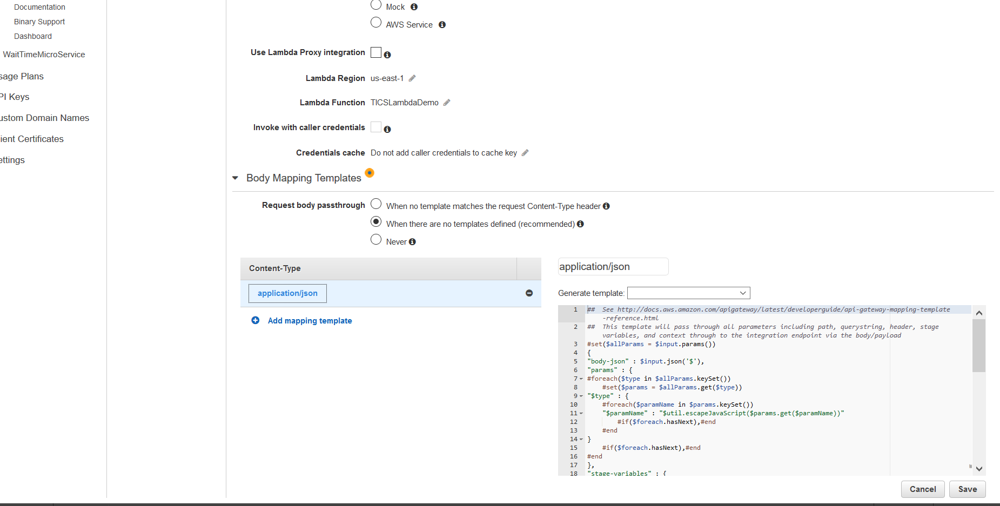 Documentation
Binary Support
Dashboard
WaitTimeMicroService
sage Plans
PI Keys
ustom Domain Names
ient Certificates
ettings
Mock
AWS Service
Use Lambda Proxy integration
Lambda Region us-east-1
Lambda Function TICSLambdaDemo
Invoke with caller credentials
Credentials cache Do not add caller credentials to cache key
Body Mapping Templates
Request body passthrough
When no template matches the request Content-Type header
When there are no templates defined (recommended)
Never
Content-Type
application/json
Add mapping template
application/json
Generate template:
1 ## See http://docs.aws.amazon.com/apigateway/latest/developerguide/api-gateway-mapping-template
-reference.html
2 ## This template will pass through all parameters including path, querystring, header, stage
variables, and context through to the integration endpoint via the body/payload
3 #set($allParams = $input.params())
4 {
5 "body-json" : $input.json('$'),
6 "params" : {
7 #foreach($type in $allParams.keySet())
8 #set($params = $allParams.get($type))
9 "$type" : {
10 #foreach($paramName in $params.keySet())
11 "$paramName" : "$util.escapeJavaScript($params.get($paramName))"
12 #if($foreach.hasNext),#end
13 #end
14 }
15 #if($foreach.hasNext),#end
16 #end
17 },
18 "stage-variables" : {
Cancel
Save